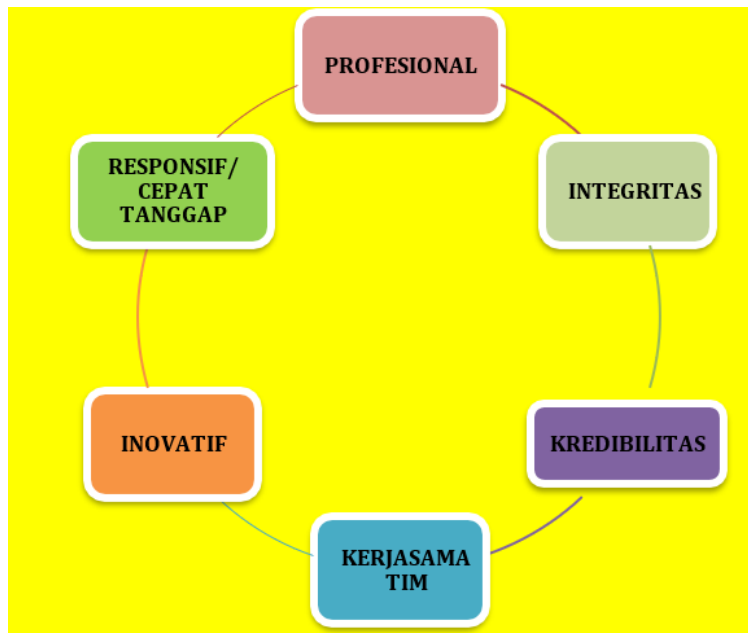 PROFESIONAL
INTEGRITAS
KREDIBILITAS
KERJASAMA
TIM
INOVATIF
RESPONSIF/
CEPAT
TANGGAP